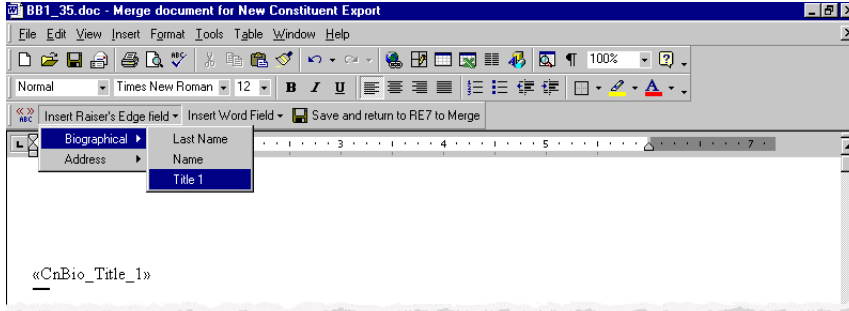 BB1_35.doc - Merge document for New Constituent Export
File Edit View Insert Format Tools Table Window Help
100%
Normal Times New Roman 12 B I U
ABC Insert Raiser's Edge field Insert Word Field Save and return to RE7 to Merge
Biographical Last Name
Address Name
Title 1
3 4 5 7
«CnBio_Title_1»